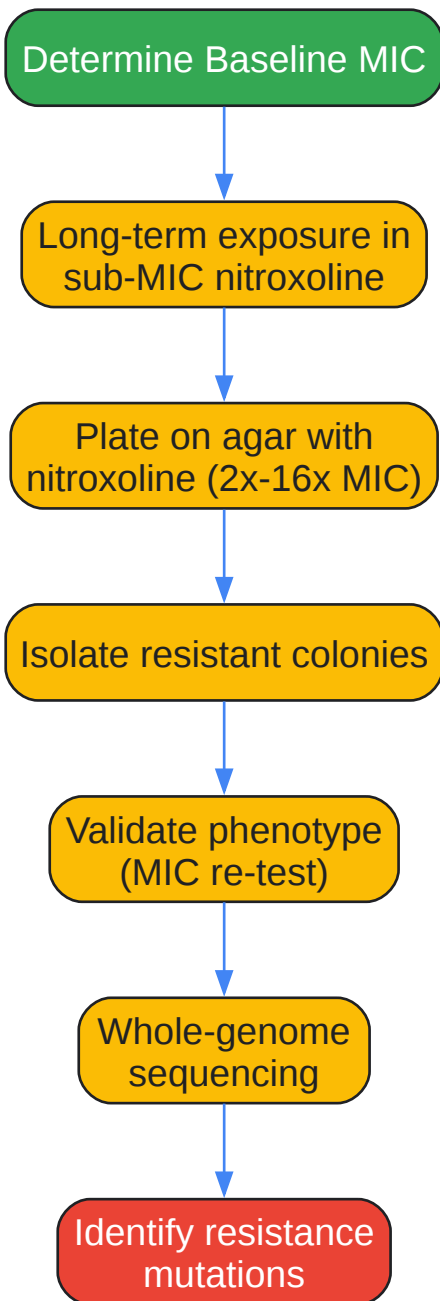 Determine Baseline MIC
Long-term exposure in
sub-MIC nitroxoline
Plate on agar with
nitroxoline (2x-16x MIC)
Isolate resistant colonies
Validate phenotype
(MIC re-test)
Whole-genome
sequencing
Identify resistance
mutations